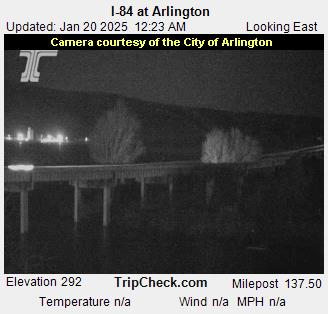 I-84 at Arlington
Updated: Jan 20 2025 12:23 AM Looking East
Camera courtesy of the City of Arlington
Elevation 292 TripCheck.com Milepost 137.50
Temperature n/a Wind n/a MPH n/a